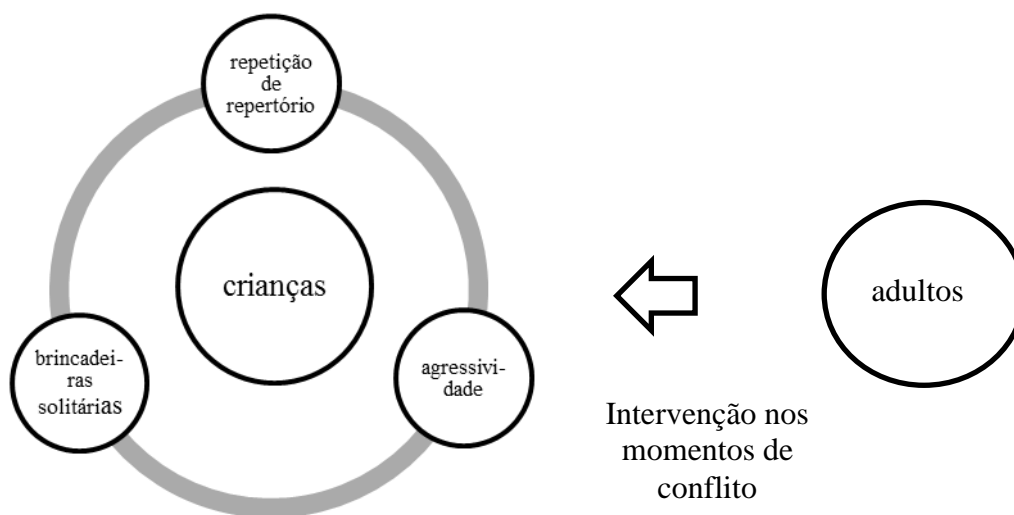 repetição
de
repertório
crianças
brincadei-
ras
solitárias
agressivi-
dade
Intervenção nos
momentos de
conflito
adultos